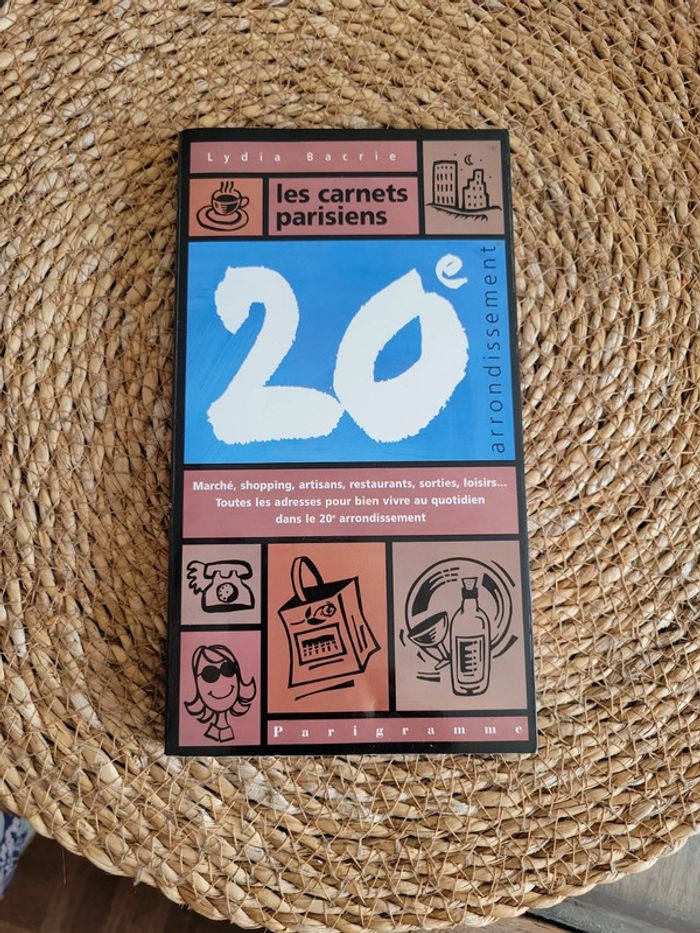 Lydia Bacrie
les carnets
parisiens
20e
arrondissement
Marché, shopping, artisans, restaurants, sorties, loisirs...
Toutes les adresses pour bien vivre au quotidien
dans le 20e arrondissement
Parigramme